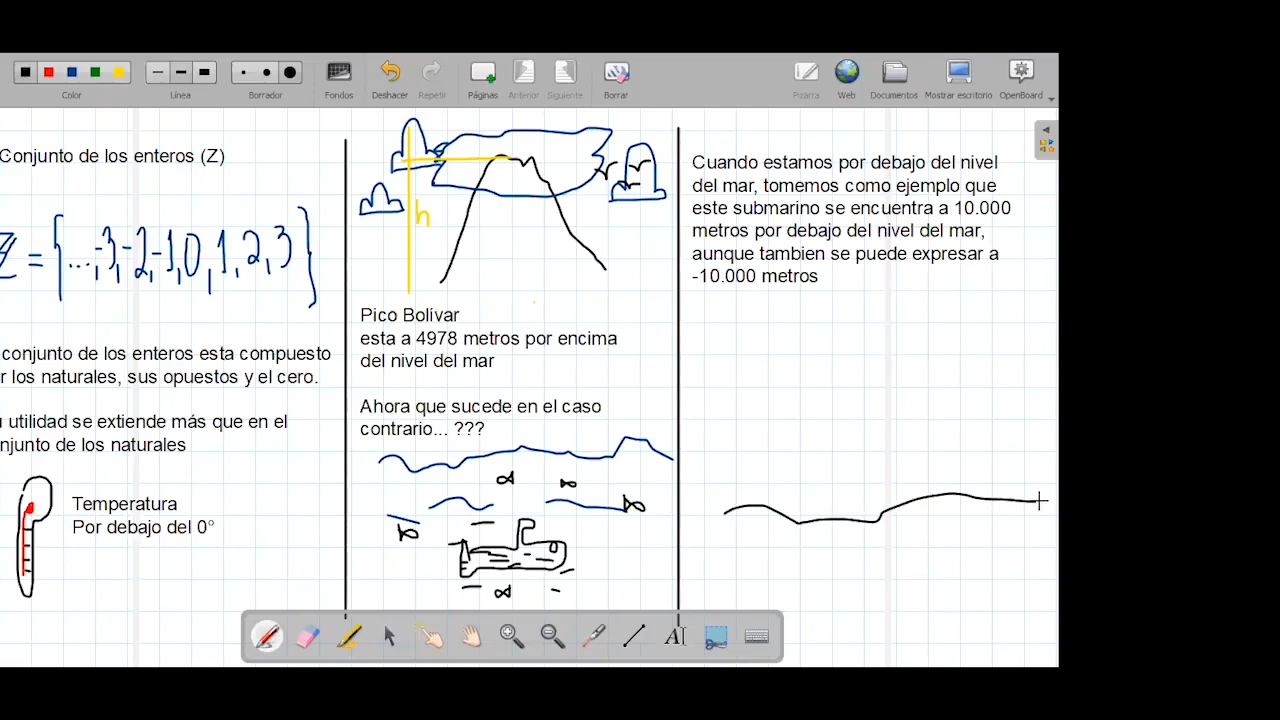 Color
Línea
Borrador
Fondos
Deshacer
Repetir
Páginas
Anterior
Siguiente
Borrar
Pizarra
Web
Documentos
Mostrar escritorio
OpenBoard
Conjunto de los enteros (Z)
ℤ = {...,-3,-2,-1,0,1,2,3}
conjunto de los enteros esta compuesto
r los naturales, sus opuestos y el cero.
utilidad se extiende más que en el
njunto de los naturales
Temperatura
Por debajo del 0°
h
Pico Bolivar
esta a 4978 metros por encima
del nivel del mar
Ahora que sucede en el caso
contrario... ???
Cuando estamos por debajo del nivel
del mar, tomemos como ejemplo que
este submarino se encuentra a 10.000
metros por debajo del nivel del mar,
aunque tambien se puede expresar a
-10.000 metros